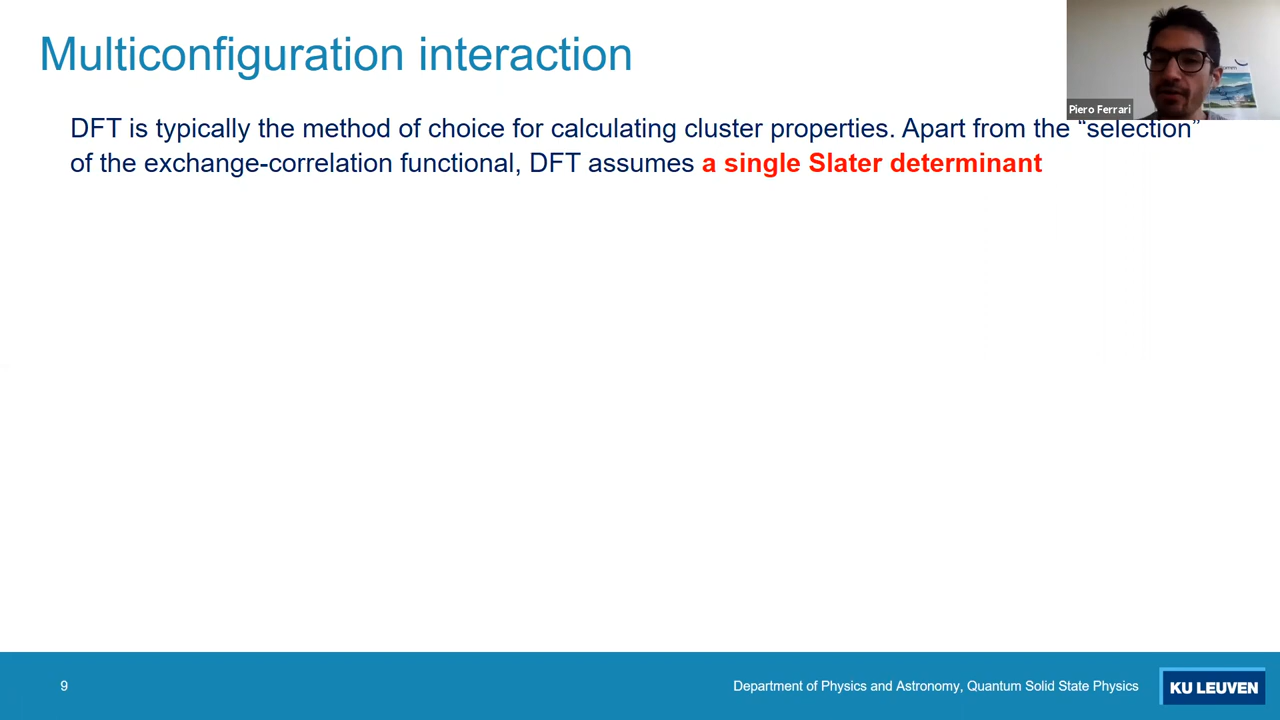 Multiconfiguration interaction
Piero Ferrari
DFT is typically the method of choice for calculating cluster properties. Apart from the “selection”
of the exchange-correlation functional, DFT assumes a single Slater determinant
9
Department of Physics and Astronomy, Quantum Solid State Physics
KU LEUVEN